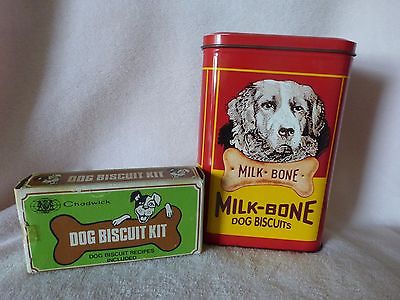 DOG BISCUIT KIT
Chadwick
DOG BISCUIT KIT
DOG BISCUIT RECIPES
INCLUDED
MILK-BONE
MILK-BONE
DOG BISCUITS